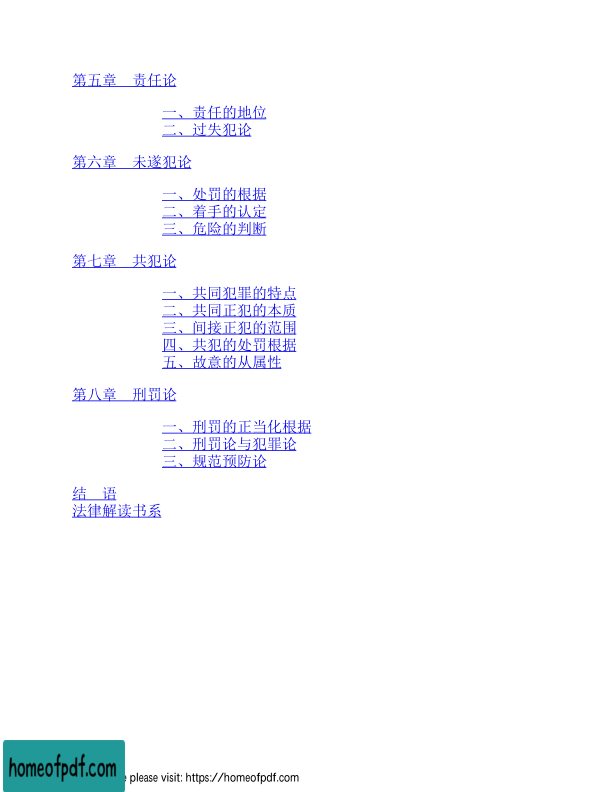 第五章　责任论
一、责任的地位
二、过失犯论
第六章　未遂犯论
一、处罚的根据
二、着手的认定
三、危险的判断
第七章　共犯论
一、共同犯罪的特点
二、共同正犯的本质
三、间接正犯的范围
四、共犯的处罚根据
五、故意的从属性
第八章　刑罚论
一、刑罚的正当化根据
二、刑罚论与犯罪论
三、规范预防论
结　语
法律解读书系
homeofpdf.com
please visit: https://homeofpdf.com